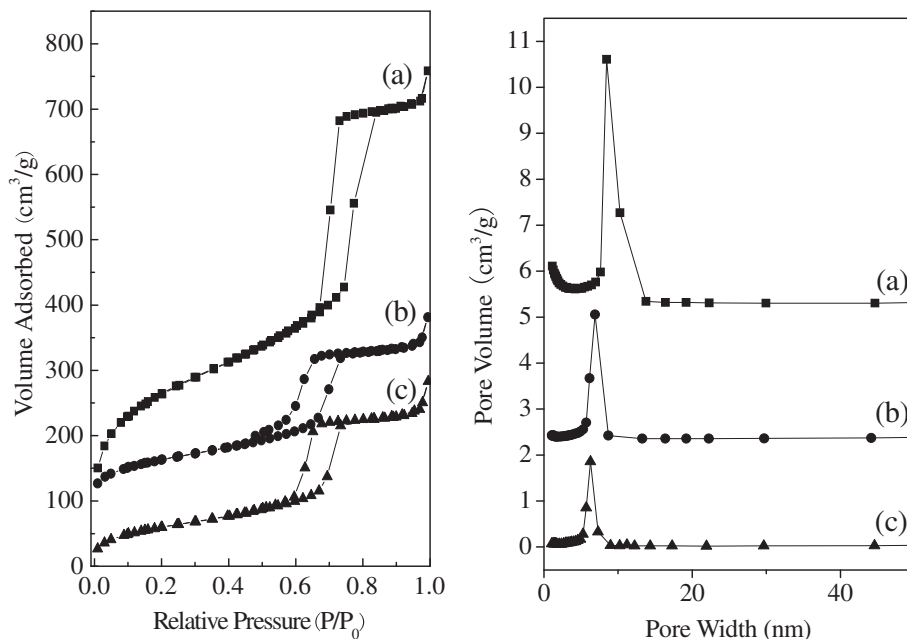 800
700
600
500
400
300
200
100
0
Volume Adsorbed (cm³/g)
(a)
(b)
(c)
0.0 0.2 0.4 0.6 0.8 1.0
Relative Pressure (P/P₀)
11
10
9
8
7
6
5
4
3
2
1
0
Pore Volume (cm³/g)
(a)
(b)
(c)
0 20 40
Pore Width (nm)